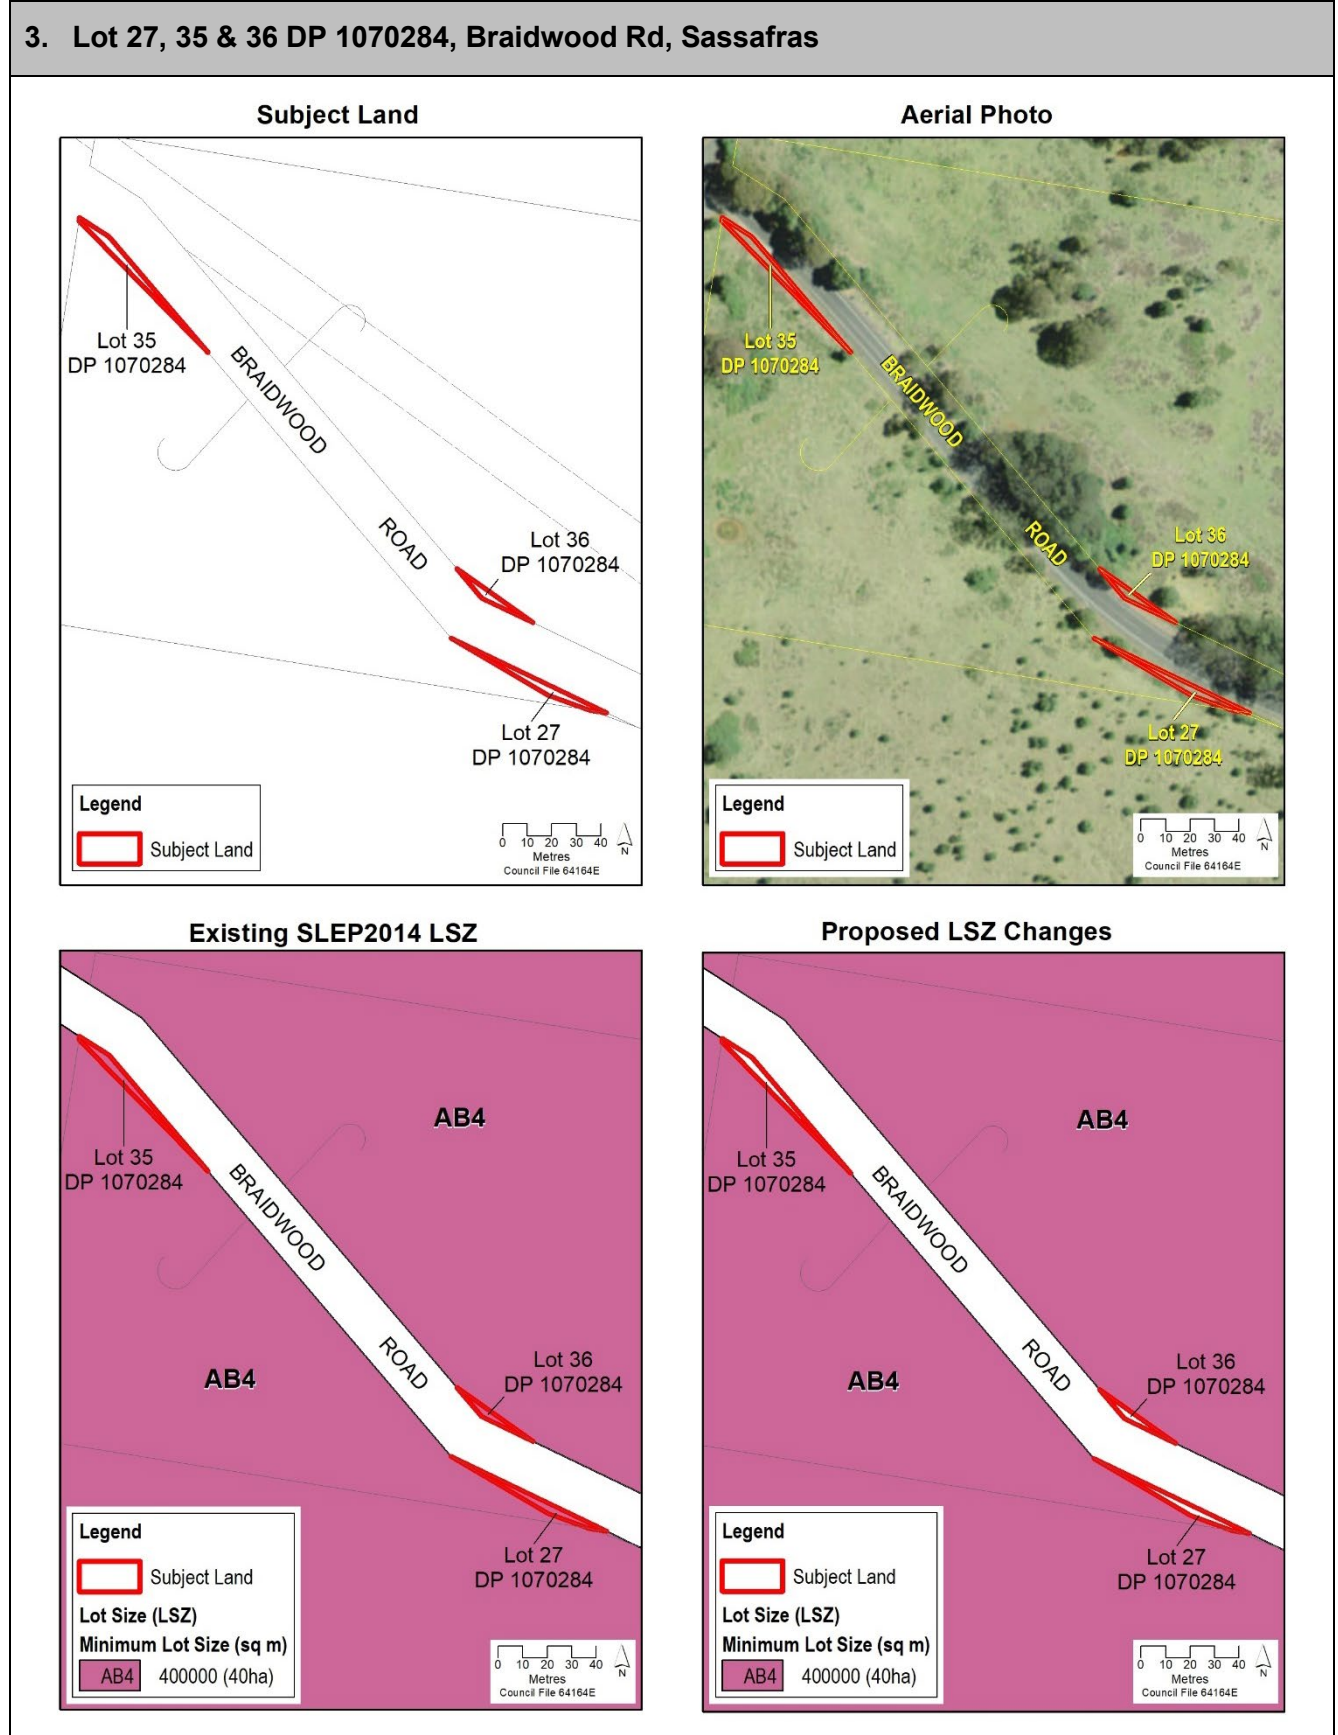 3. Lot 27, 35 & 36 DP 1070284, Braidwood Rd, Sassafras
Subject Land
Lot 35
DP 1070284
BRAIDWOOD
ROAD
Lot 36
DP 1070284
Lot 27
DP 1070284
Legend
Subject Land
0 10 20 30 40
Metres
Council File 64164E
N
Aerial Photo
Lot 35
DP 1070284
BRAIDWOOD
ROAD
Lot 36
DP 1070284
Lot 27
DP 1070284
Legend
Subject Land
0 10 20 30 40
Metres
Council File 64164E
N
Existing SLEP2014 LSZ
AB4
Lot 35
DP 1070284
BRAIDWOOD
ROAD
AB4
Lot 36
DP 1070284
Lot 27
DP 1070284
Legend
Subject Land
Lot Size (LSZ)
Minimum Lot Size (sq m)
AB4 400000 (40ha)
0 10 20 30 40
Metres
Council File 64164E
N
Proposed LSZ Changes
AB4
Lot 35
DP 1070284
BRAIDWOOD
ROAD
AB4
Lot 36
DP 1070284
Lot 27
DP 1070284
Legend
Subject Land
Lot Size (LSZ)
Minimum Lot Size (sq m)
AB4 400000 (40ha)
0 10 20 30 40
Metres
Council File 64164E
N